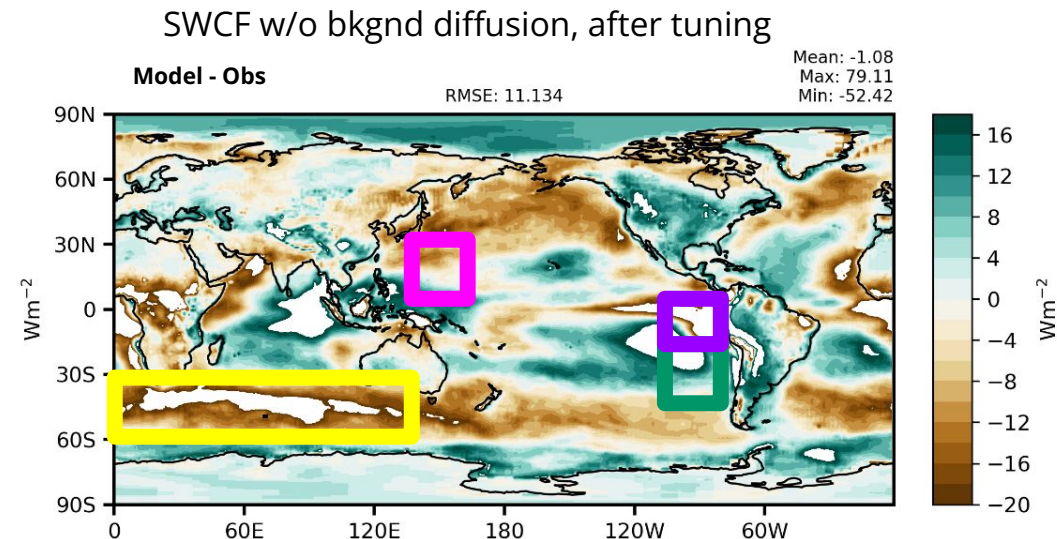 SWCF w/o bkgnd diffusion, after tuning
Model - Obs
RMSE: 11.134
Mean: -1.08
Max: 79.11
Min: -52.42
90N
60N
30N
0
30S
60S
90S
Wm−2
0
60E
120E
180
120W
60W
16
12
8
4
0
−4
−8
−12
−16
−20
Wm−2